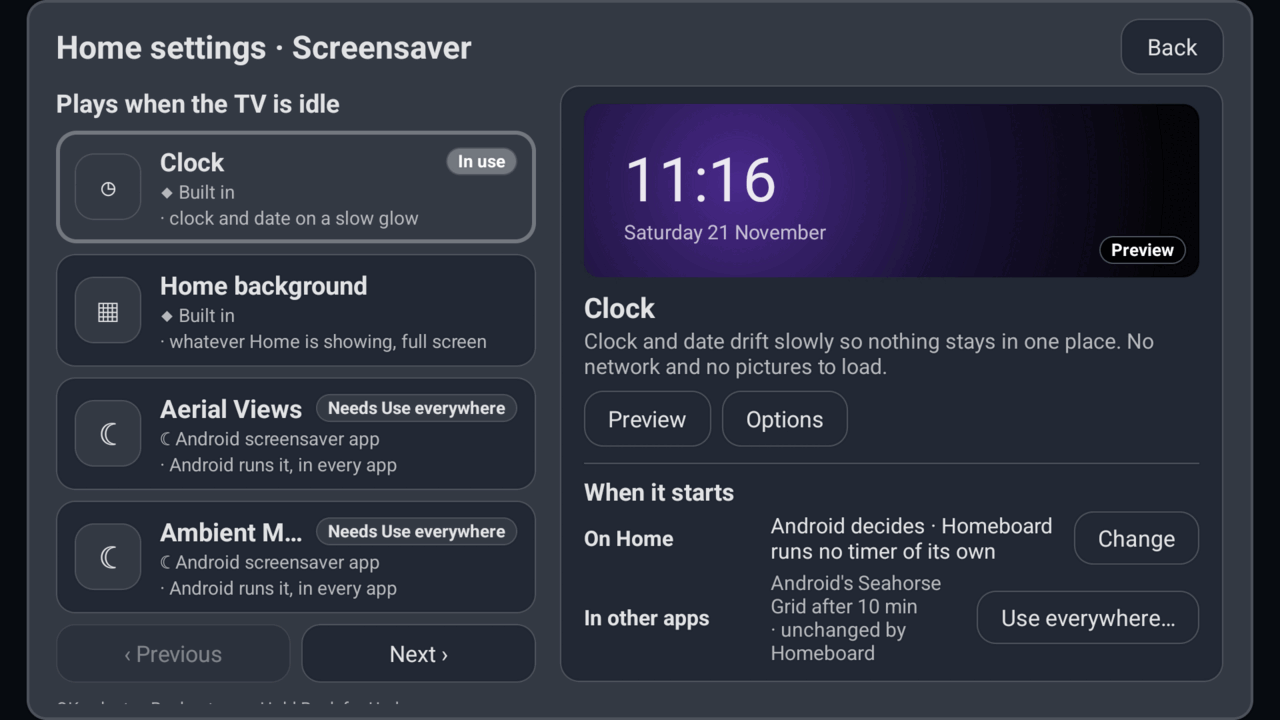 Home settings · Screensaver
Back
Plays when the TV is idle
Clock
In use
◆ Built in
· clock and date on a slow glow
Home background
◆ Built in
· whatever Home is showing, full screen
Aerial Views
Needs Use everywhere
☾ Android screensaver app
· Android runs it, in every app
Ambient M...
Needs Use everywhere
☾ Android screensaver app
· Android runs it, in every app
‹ Previous
Next ›
11:16
Saturday 21 November
Preview
Clock
Clock and date drift slowly so nothing stays in one place. No
network and no pictures to load.
Preview
Options
When it starts
On Home
Android decides · Homeboard
runs no timer of its own
Change
In other apps
Android's Seahorse
Grid after 10 min
· unchanged by
Homeboard
Use everywhere...